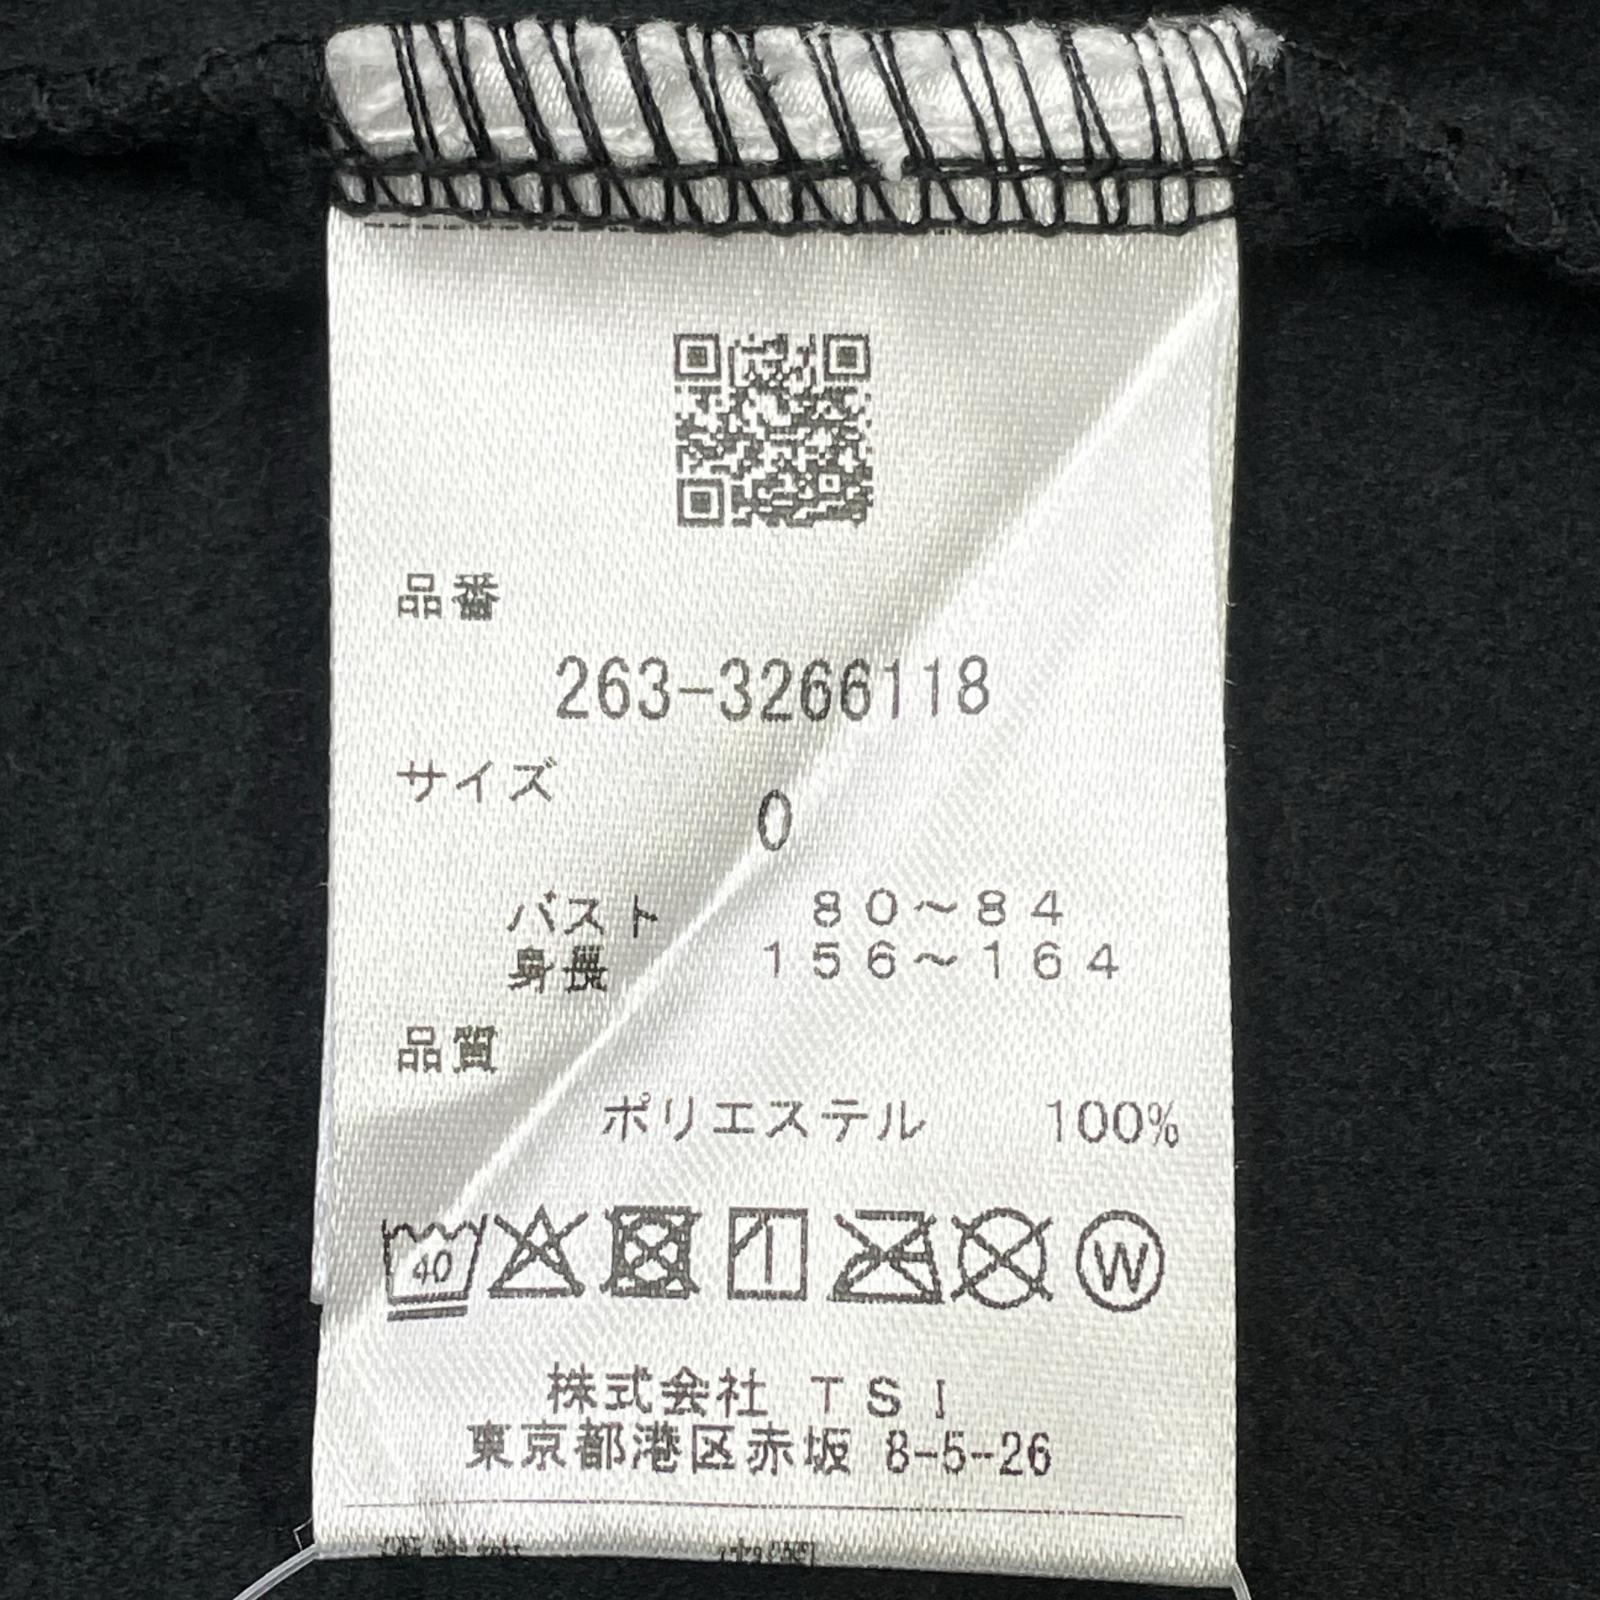 品番
263-3266118
サイズ
0
バスト 80～84
身長 156～164
品質
ポリエステル 100%
40
W
株式会社 TSI
東京都港区赤坂 8-5-26